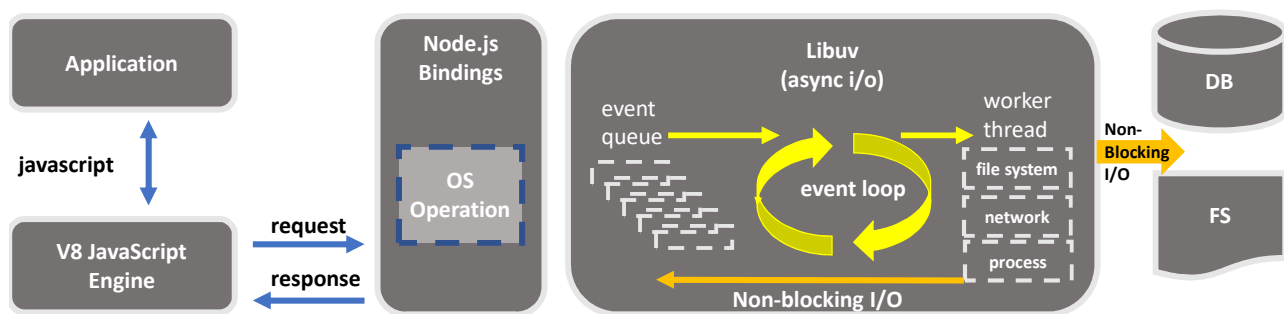 Application
javascript
V8 JavaScript
Engine
request
response
Node.js
Bindings
OS
Operation
Libuv
(async i/o)
event
queue
event loop
worker
thread
file system
network
process
Non-blocking I/O
Non-
Blocking
I/O
DB
FS